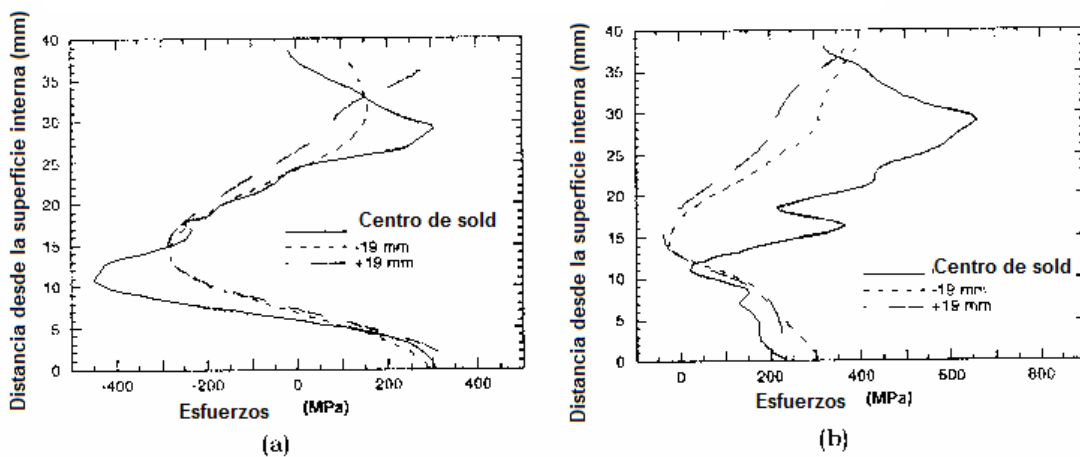 Distancia desde la superficie interna (mm)
40
35
30
25
20
15
10
5
0
Centro de sold
-19 mm
+19 mm
-400
-200
0
200
400
Esfuerzos
(MPa)
(a)
Distancia desde la superficie interna (mm)
40
35
30
25
20
15
10
5
0
Centro de sold
-19 mm
+19 mm
0
200
400
600
800
Esfuerzos
(MPa)
(b)